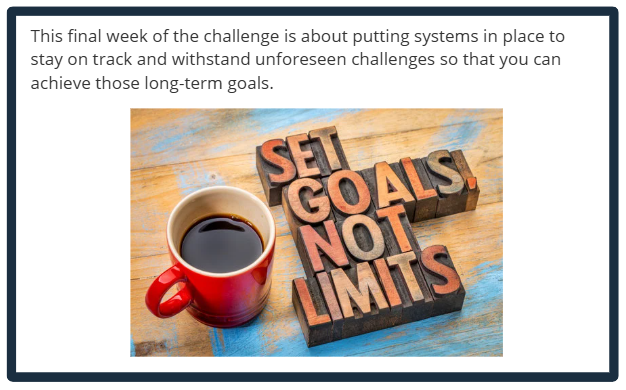 This final week of the challenge is about putting systems in place to
stay on track and withstand unforeseen challenges so that you can
achieve those long-term goals.
SET
GOALS,
NOT
LIMITS